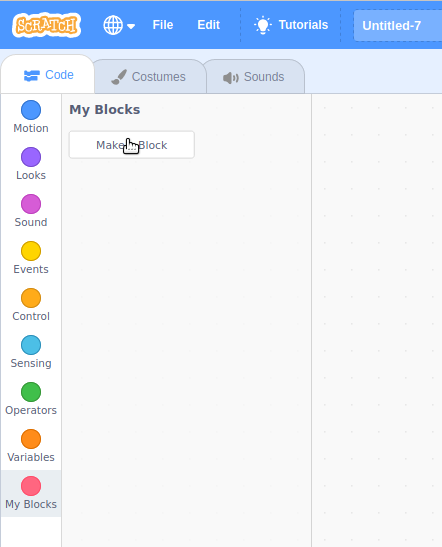 SCRATCH File Edit Tutorials Untitled-7
Code Costumes Sounds
My Blocks
Make Block
Motion
Looks
Sound
Events
Control
Sensing
Operators
Variables
My Blocks